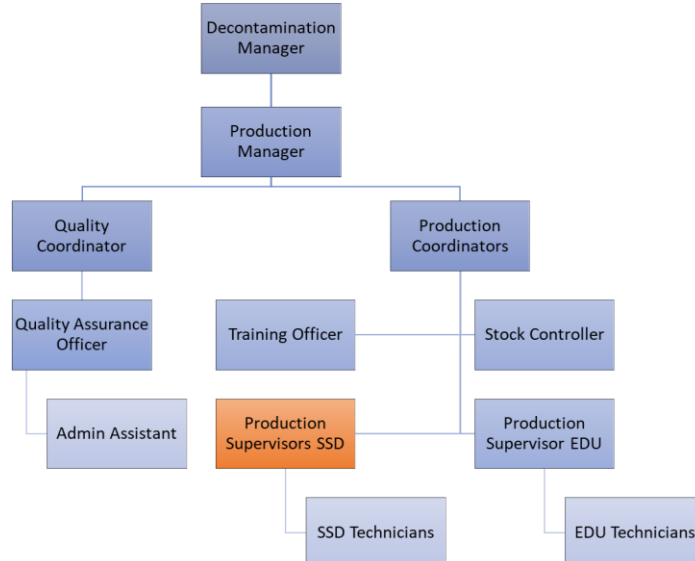 Decontamination
Manager
Production
Manager
Quality
Coordinator
Production
Coordinators
Quality Assurance
Officer
Training Officer
Stock Controller
Admin Assistant
Production
Supervisors SSD
Production
Supervisor EDU
SSD Technicians
EDU Technicians